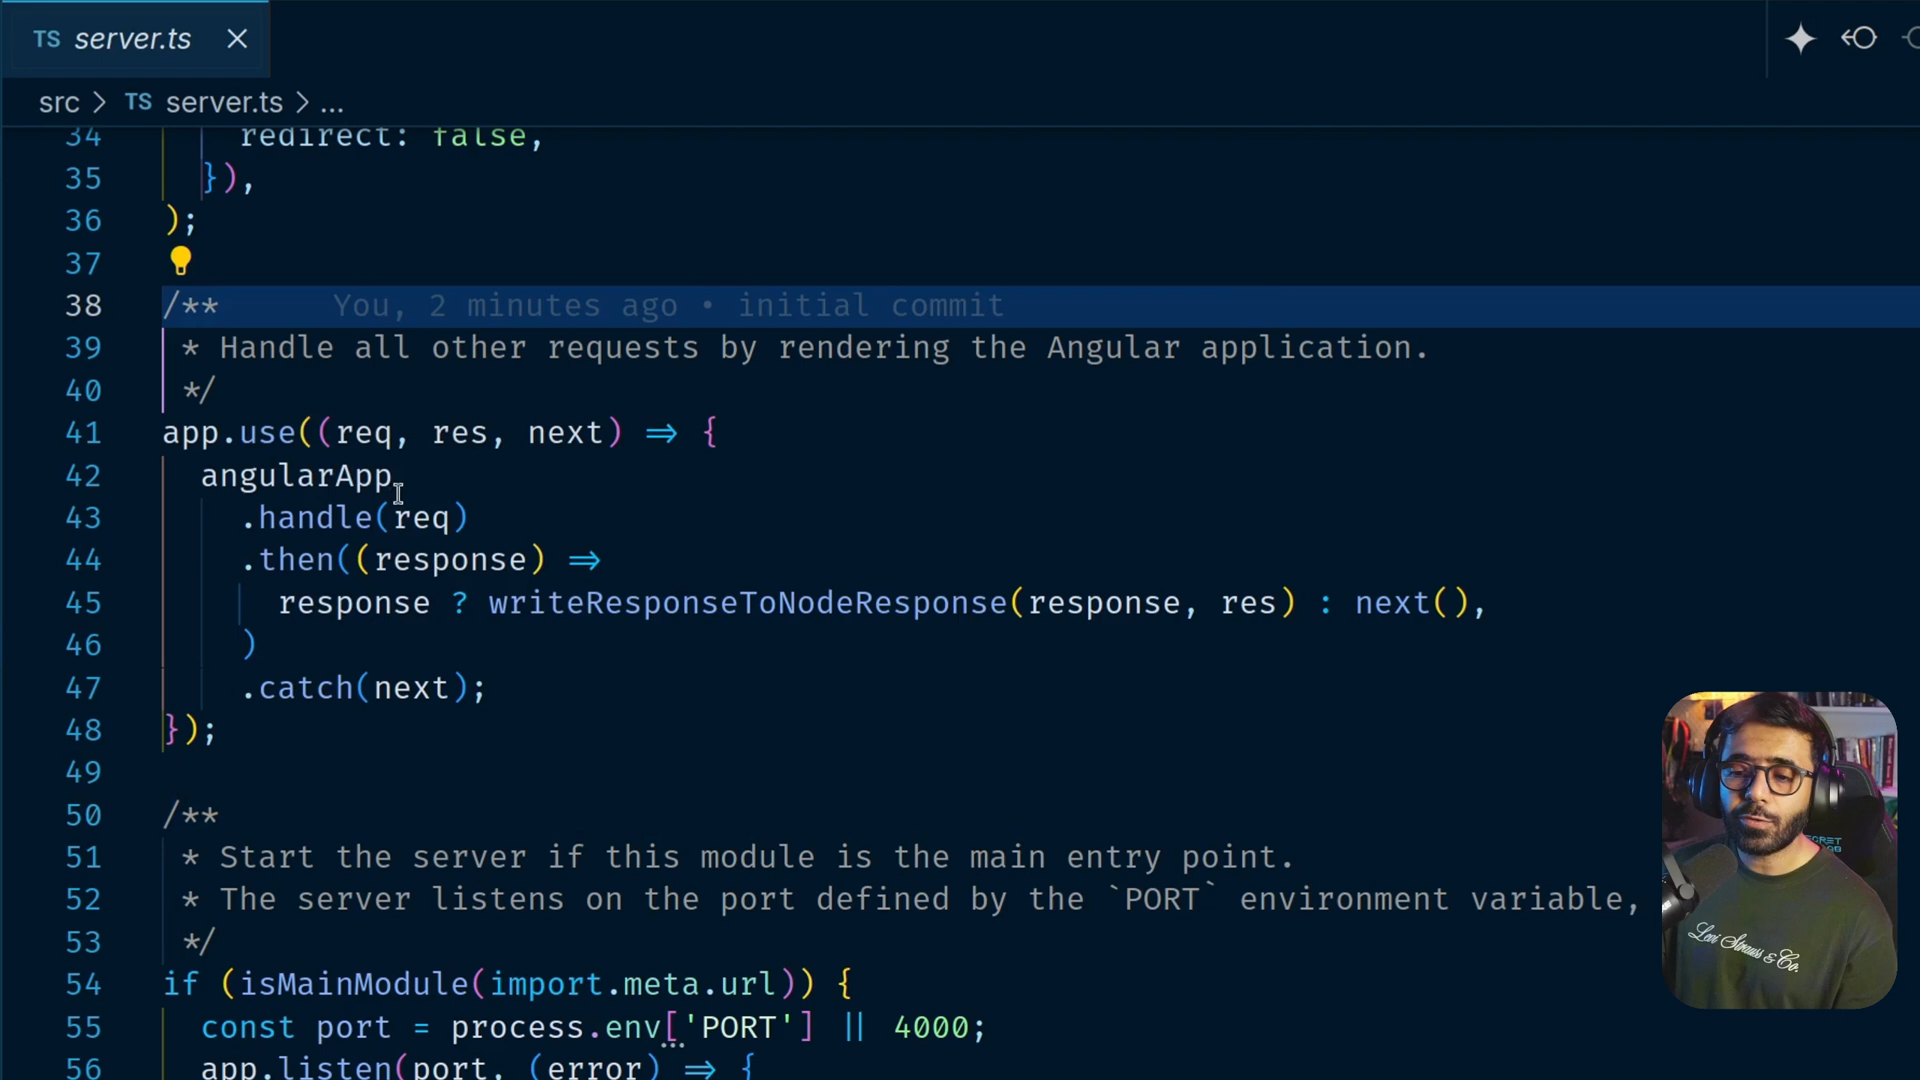 TS server.ts
src > TS server.ts > ...
34 redirect: false,
35 }),
36 );
37
38 /** You, 2 minutes ago • initial commit
39 * Handle all other requests by rendering the Angular application.
40 */
41 app.use((req, res, next) => {
42 angularApp
43 .handle(req)
44 .then((response) =>
45 response ? writeResponseToNodeResponse(response, res) : next(),
46 )
47 .catch(next);
48 });
49
50 /**
51 * Start the server if this module is the main entry point.
52 * The server listens on the port defined by the `PORT` environment variable,
53 */
54 if (isMainModule(import.meta.url)) {
55 const port = process.env['PORT'] || 4000;
56 app.listen(port, (error) => {
Levi Strauss & Co.